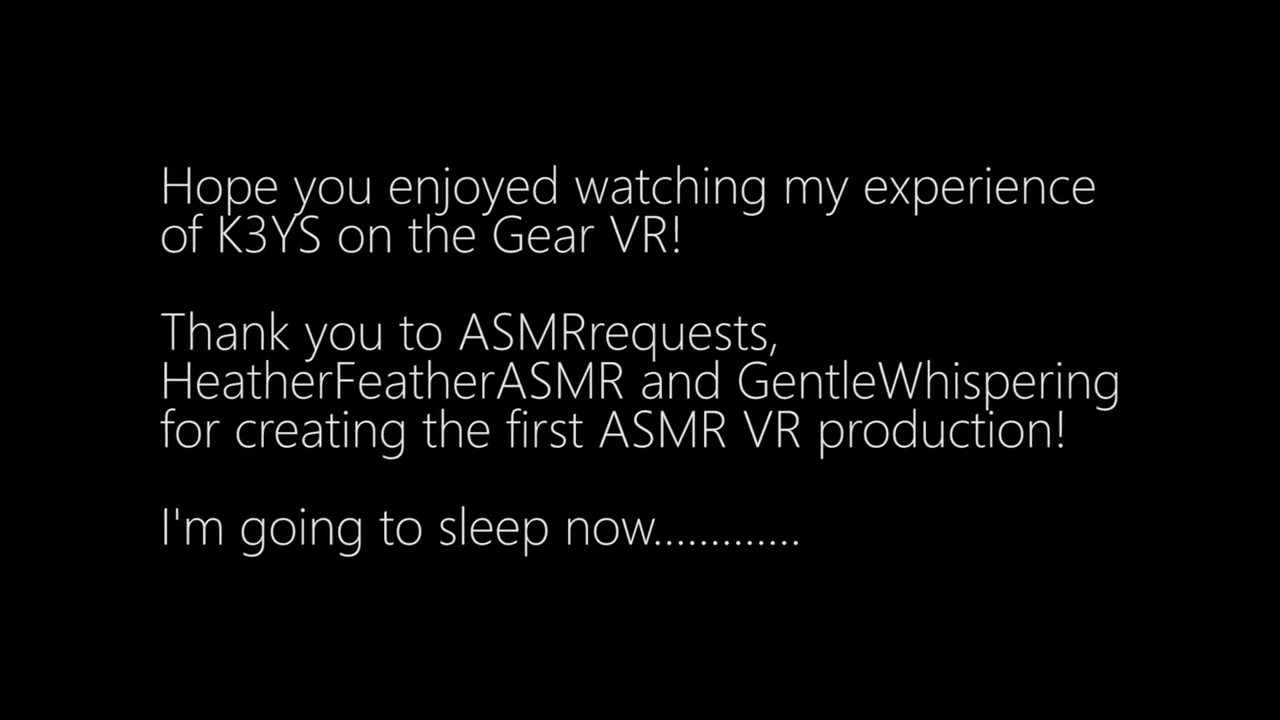 Hope you enjoyed watching my experience
of K3YS on the Gear VR!
Thank you to ASMRrequests,
HeatherFeatherASMR and GentleWhispering
for creating the first ASMR VR production!
I'm going to sleep now.............